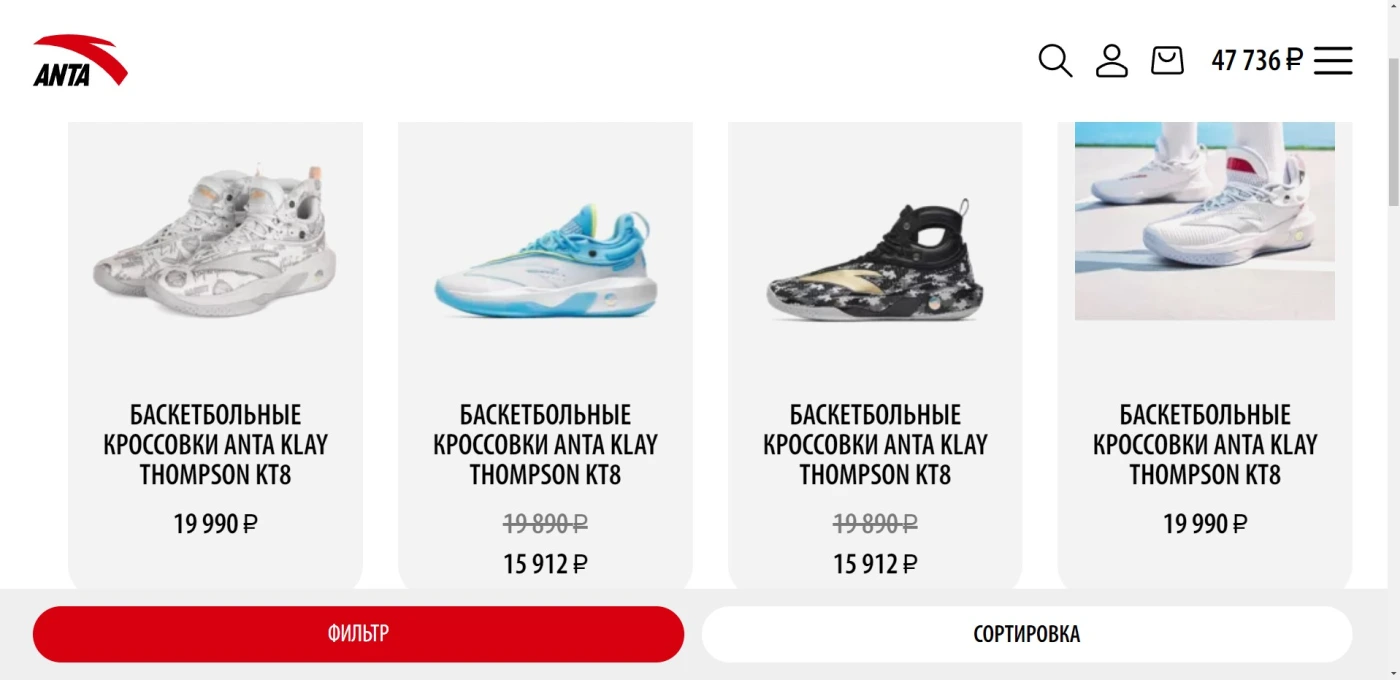 ANTA
47 736 ₽
БАСКЕТБОЛЬНЫЕ
КРОССОВКИ ANTA KLAY
THOMPSON KT8
19 990 ₽
БАСКЕТБОЛЬНЫЕ
КРОССОВКИ ANTA KLAY
THOMPSON KT8
19 890 ₽
15 912 ₽
БАСКЕТБОЛЬНЫЕ
КРОССОВКИ ANTA KLAY
THOMPSON KT8
19 890 ₽
15 912 ₽
БАСКЕТБОЛЬНЫЕ
КРОССОВКИ ANTA KLAY
THOMPSON KT8
19 990 ₽
ФИЛЬТР
СОРТИРОВКА